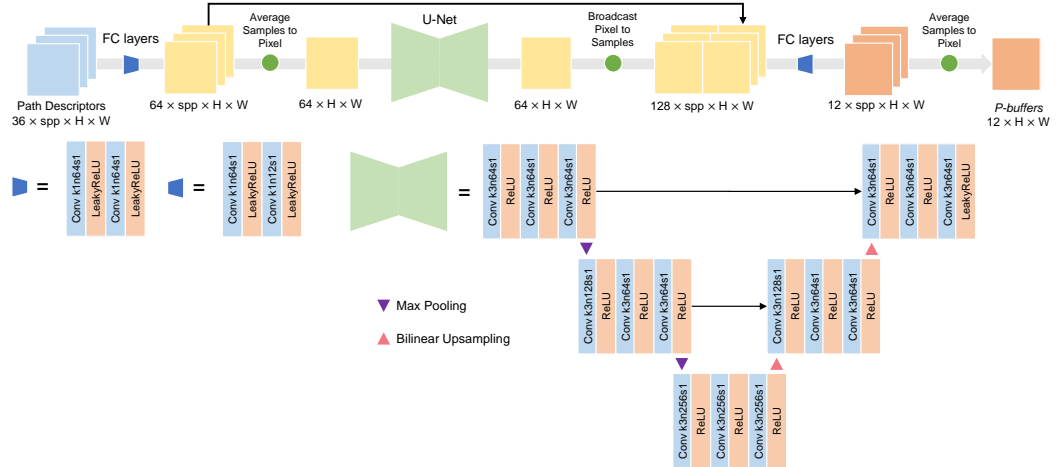 Average
Samples to
Pixel
U-Net
Broadcast
Pixel to
Samples
Average
Samples to
Pixel
FC layers
FC layers
Path Descriptors
36 × spp × H × W
64 × spp × H × W
64 × H × W
64 × H × W
128 × spp × H × W
12 × spp × H × W
P-buffers
12 × H × W
=
Conv k1n64s1
LeakyReLU
Conv k1n64s1
LeakyReLU
=
Conv k1n64s1
LeakyReLU
Conv k1n12s1
LeakyReLU
=
Conv k3n64s1
ReLU
Conv k3n64s1
ReLU
Conv k3n64s1
ReLU
Conv k3n64s1
ReLU
Conv k3n64s1
ReLU
Conv k3n64s1
LeakyReLU
Conv k3n128s1
ReLU
Conv k3n64s1
ReLU
Conv k3n64s1
ReLU
Conv k3n128s1
ReLU
Conv k3n64s1
ReLU
Conv k3n64s1
ReLU
Max Pooling
Bilinear Upsampling
Conv k3n256s1
ReLU
Conv k3n256s1
ReLU
Conv k3n256s1
ReLU